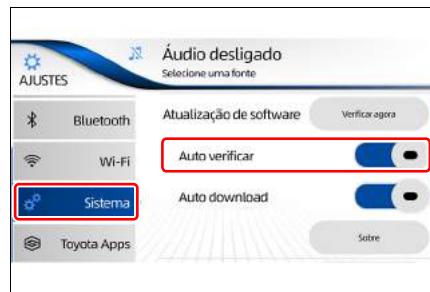 AJUSTES
Áudio desligado
Selecione uma fonte
Bluetooth
Atualização de software
Verificar agora
Wi-Fi
Auto verificar
Sistema
Auto download
Toyota Apps
Sobre